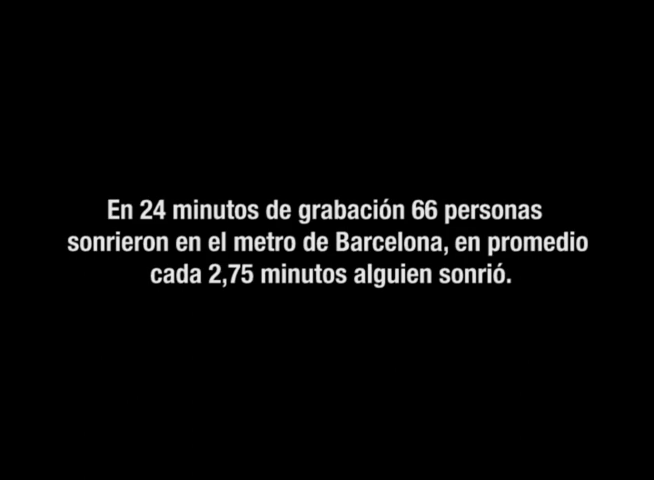 En 24 minutos de grabación 66 personas
sonrieron en el metro de Barcelona, en promedio
cada 2,75 minutos alguien sonrió.